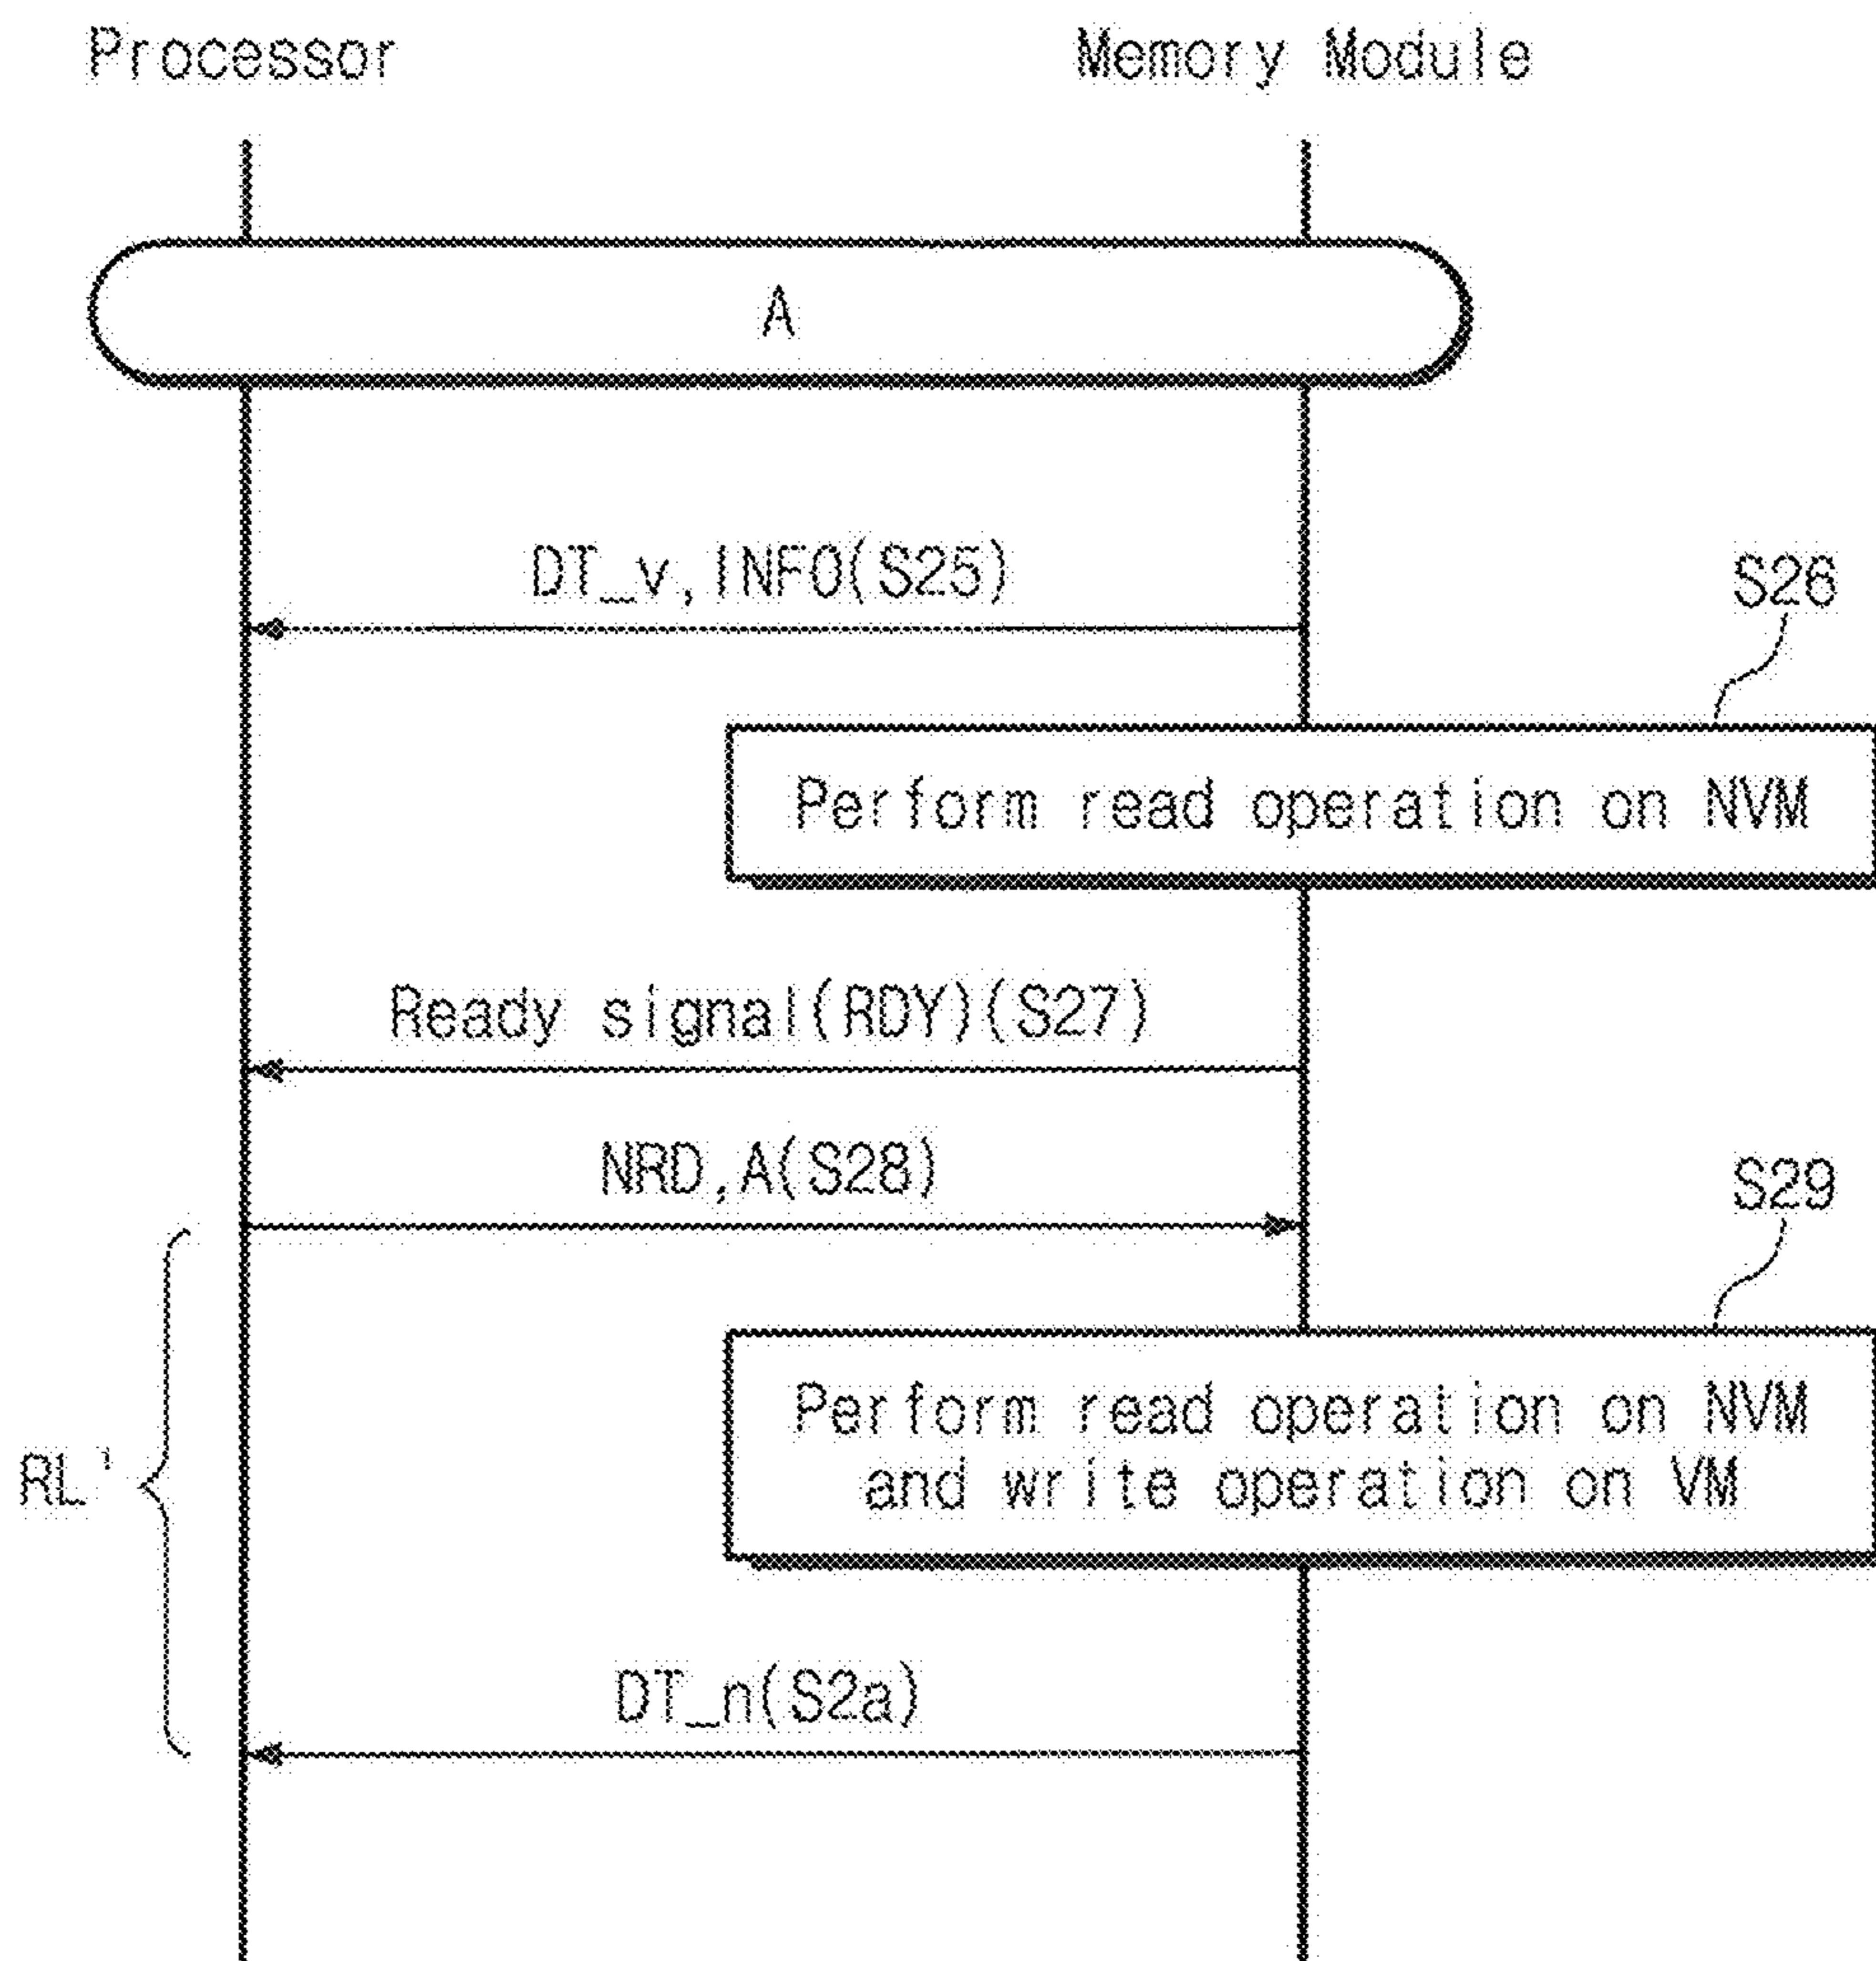 Processor
Memory Module
A
DT_v,INFO(S25)
S26
Perform read operation on NVM
Ready signal(RDY)(S27)
NRD,A(S28)
S29
Perform read operation on NVM
and write operation on VM
RL'
DT_n(S2a)